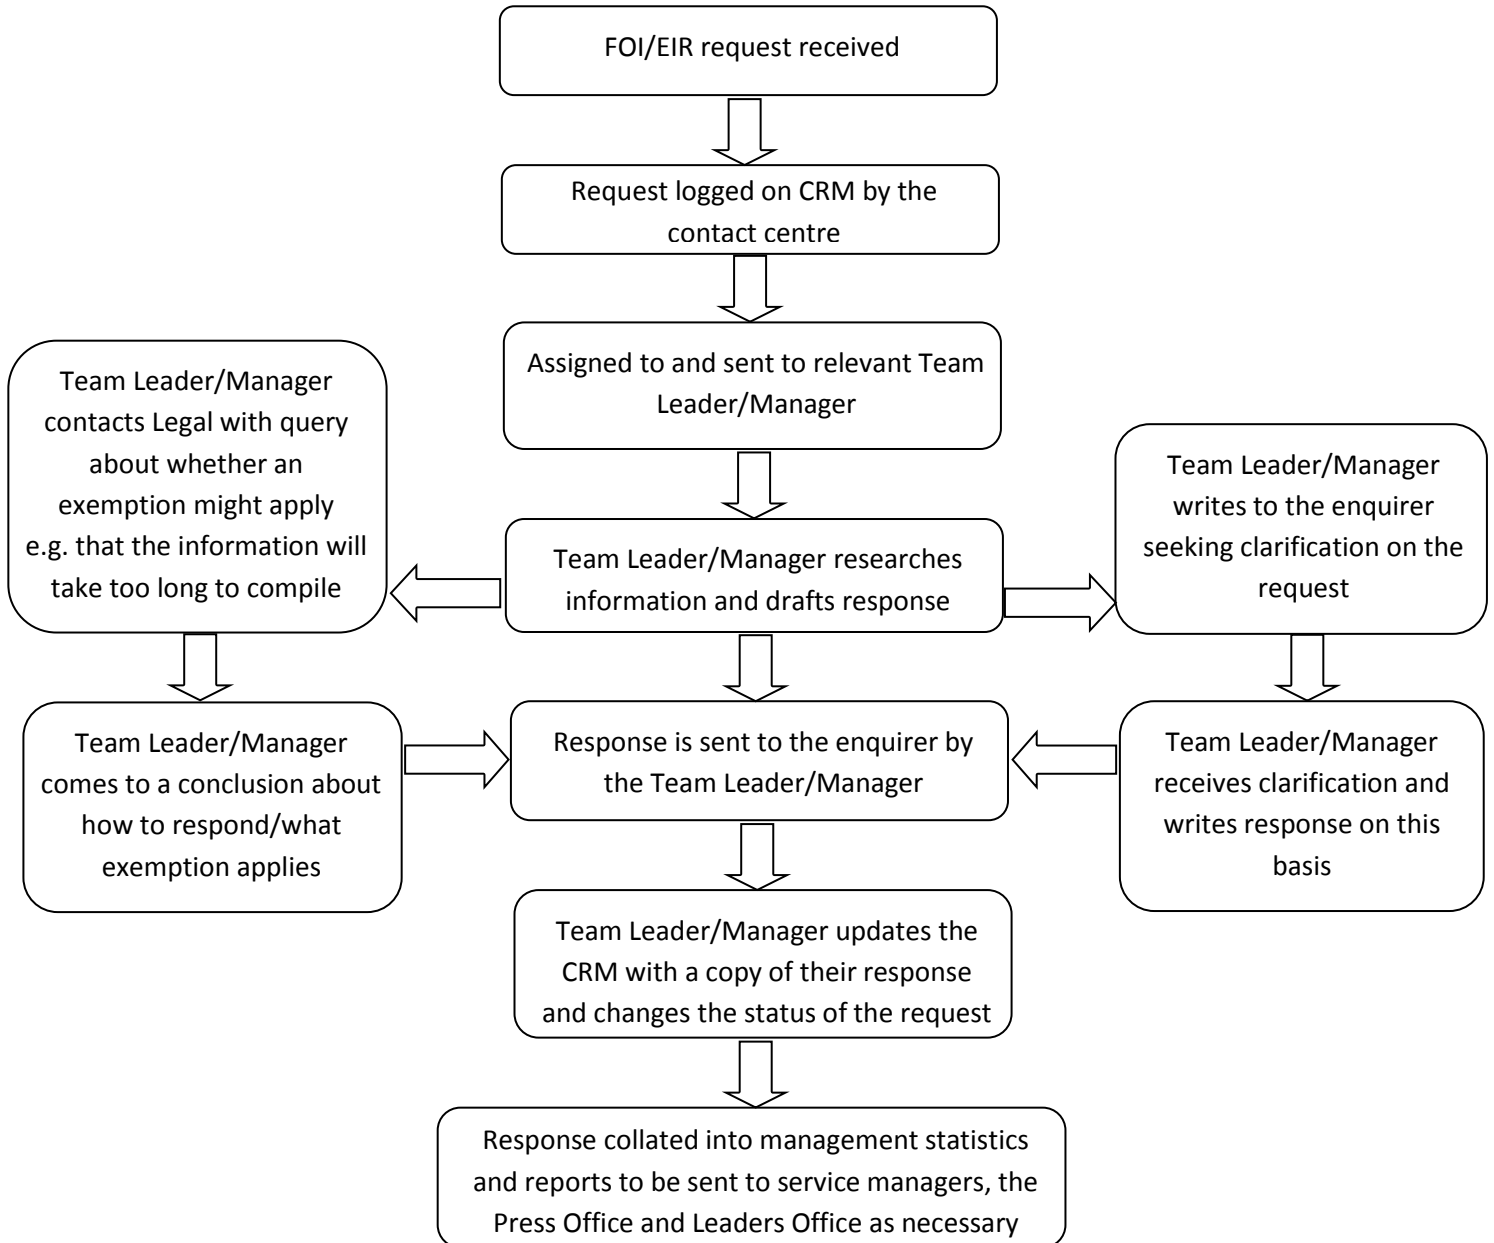 FOI/EIR request received
Request logged on CRM by the
contact centre
Assigned to and sent to relevant Team
Leader/Manager
Team Leader/Manager
contacts Legal with query
about whether an
exemption might apply
e.g. that the information will
take too long to compile
Team Leader/Manager researches
information and drafts response
Team Leader/Manager
writes to the enquirer
seeking clarification on the
request
Team Leader/Manager
comes to a conclusion about
how to respond/what
exemption applies
Response is sent to the enquirer by
the Team Leader/Manager
Team Leader/Manager
receives clarification and
writes response on this
basis
Team Leader/Manager updates the
CRM with a copy of their response
and changes the status of the request
Response collated into management statistics
and reports to be sent to service managers, the
Press Office and Leaders Office as necessary